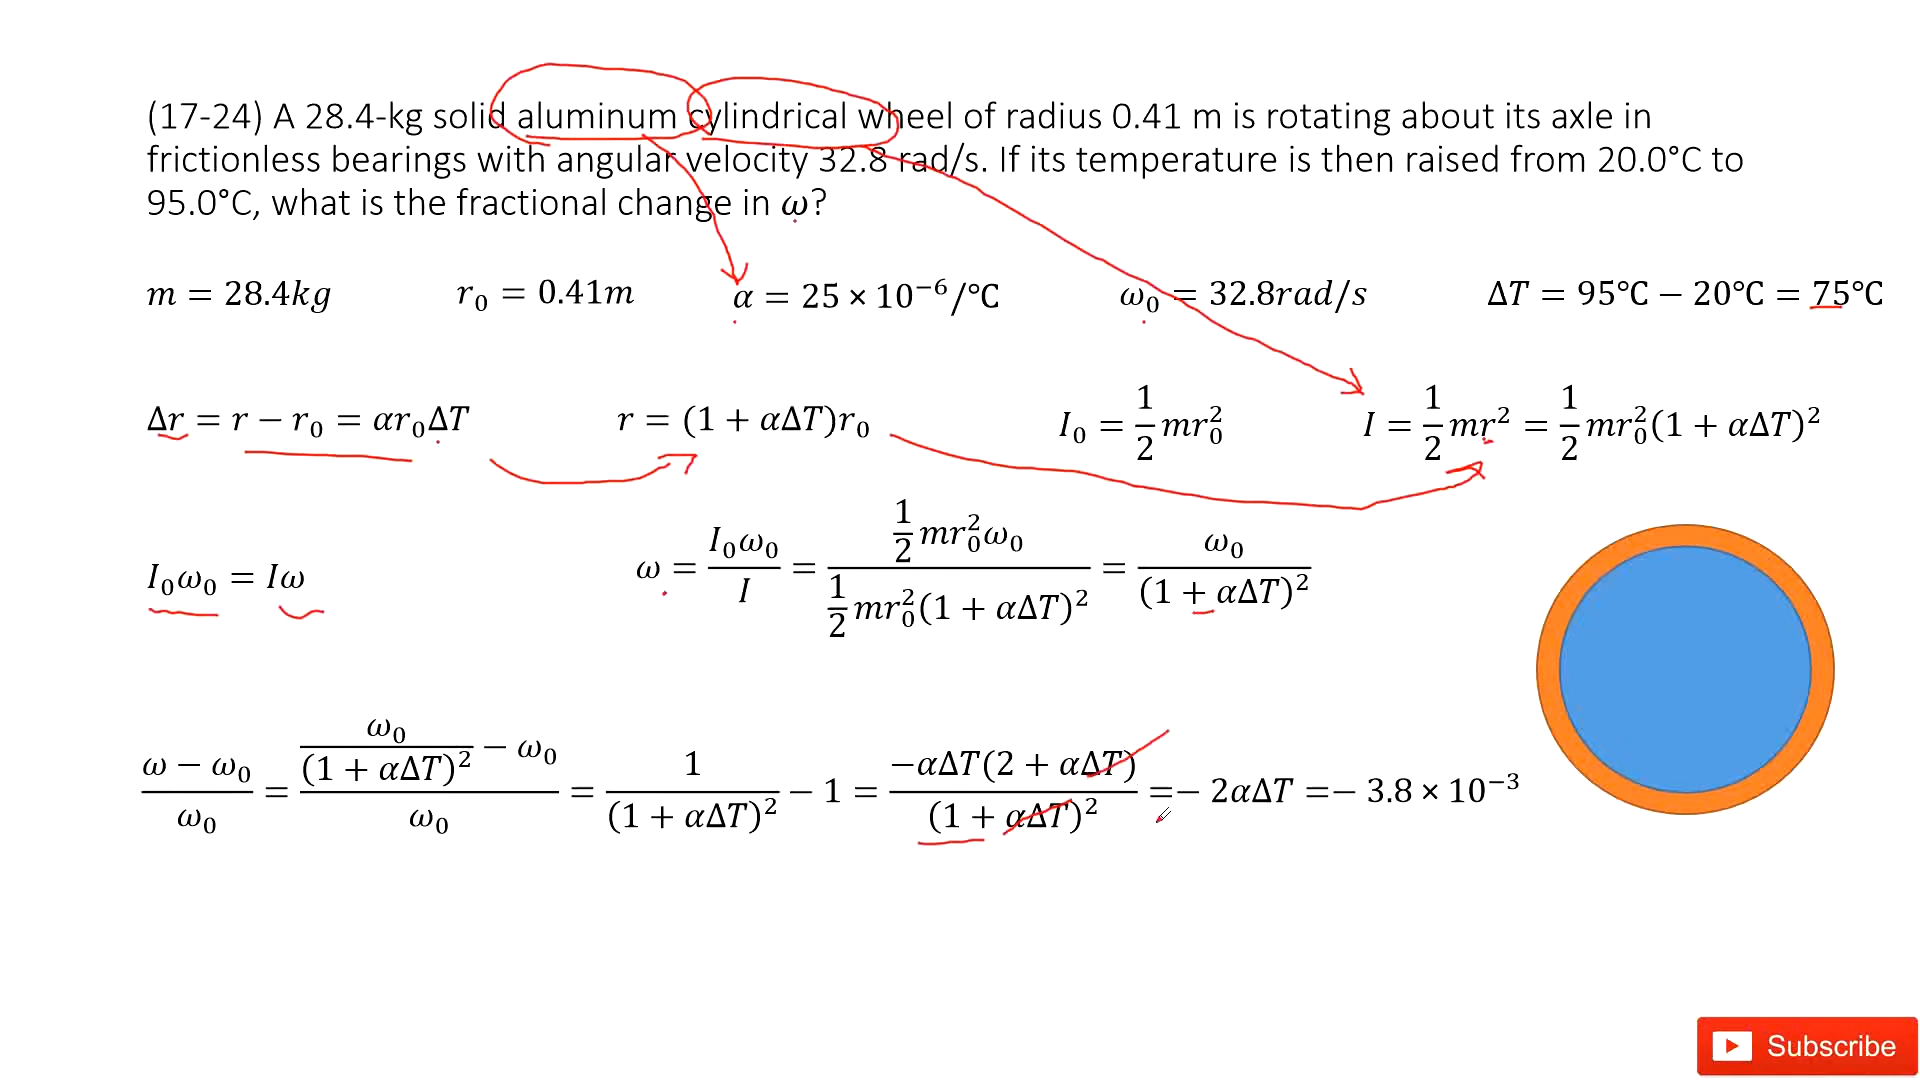 (17-24) A 28.4-kg solid aluminum cylindrical wheel of radius 0.41 m is rotating about its axle in
frictionless bearings with angular velocity 32.8 rad/s. If its temperature is then raised from 20.0°C to
95.0°C, what is the fractional change in ω?
m = 28.4kg r₀ = 0.41m α = 25 × 10⁻⁶/℃ ω₀ = 32.8rad/s ΔT = 95℃ − 20℃ = 75℃
Δr = r − r₀ = αr₀ΔT r = (1 + αΔT)r₀ I₀ = 1/2 mr₀² I = 1/2 mr² = 1/2 mr₀²(1 + αΔT)²
I₀ω₀ = Iω ω = I₀ω₀/I = (1/2 mr₀²ω₀)/(1/2 mr₀²(1 + αΔT)²) = ω₀/(1 + αΔT)²
(ω − ω₀)/ω₀ = (ω₀/(1 + αΔT)² − ω₀)/ω₀ = 1/(1 + αΔT)² − 1 = −αΔT(2 + αΔT)/(1 + αΔT)² = − 2αΔT = − 3.8 × 10⁻³
Subscribe